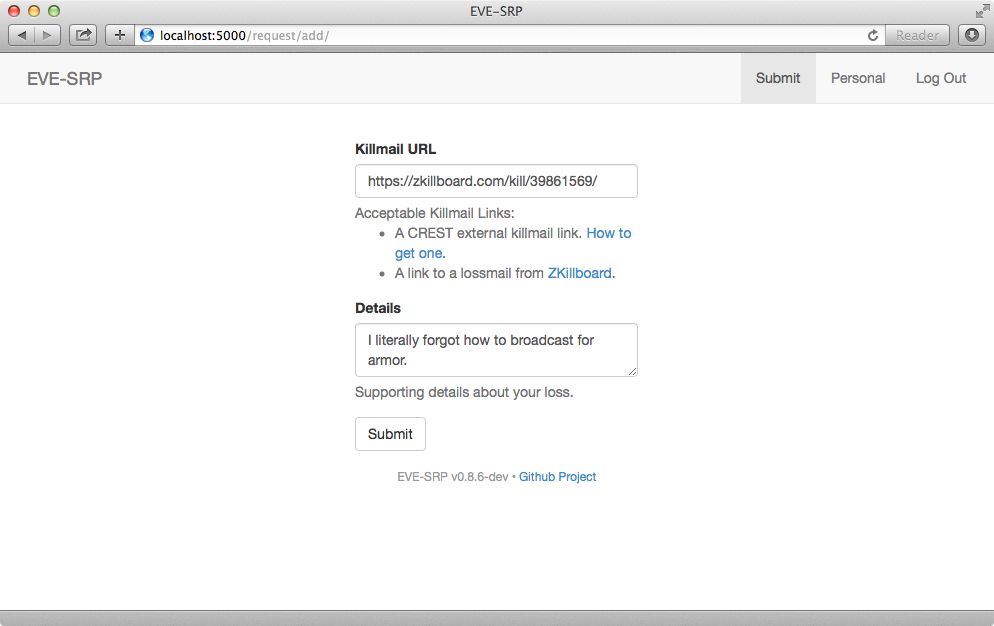 EVE-SRP
localhost:5000/request/add/
Reader
EVE-SRP
Submit
Personal
Log Out
Killmail URL
https://zkillboard.com/kill/39861569/
Acceptable Killmail Links:
• A CREST external killmail link. How to
get one.
• A link to a lossmail from ZKillboard.
Details
I literally forgot how to broadcast for
armor.
Supporting details about your loss.
Submit
EVE-SRP v0.8.6-dev • Github Project